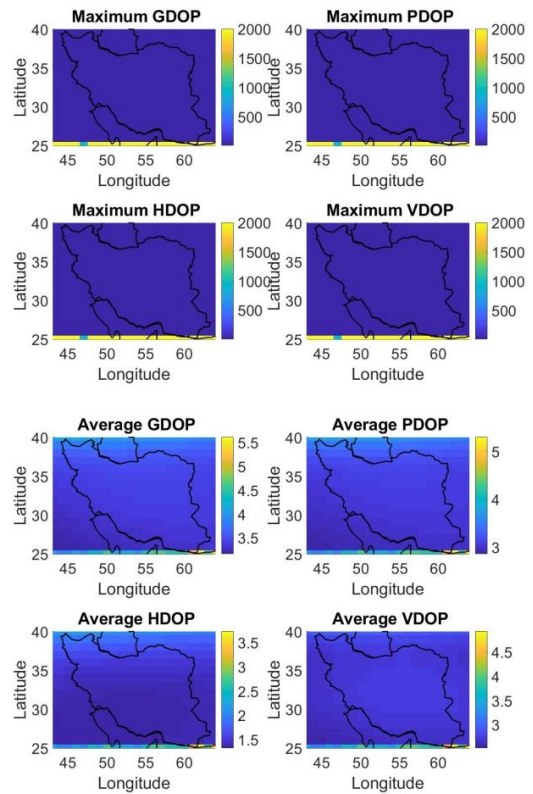 Maximum GDOP
Latitude
40
35
30
25
45 50 55 60
Longitude
2000
1500
1000
500
Maximum PDOP
Latitude
40
35
30
25
45 50 55 60
Longitude
2000
1500
1000
500
Maximum HDOP
Latitude
40
35
30
25
45 50 55 60
Longitude
2000
1500
1000
500
Maximum VDOP
Latitude
40
35
30
25
45 50 55 60
Longitude
2000
1500
1000
500
Average GDOP
Latitude
40
35
30
25
45 50 55 60
Longitude
5.5
5
4.5
4
3.5
Average PDOP
Latitude
40
35
30
25
45 50 55 60
Longitude
5
4
3
Average HDOP
Latitude
40
35
30
25
45 50 55 60
Longitude
3.5
3
2.5
2
1.5
Average VDOP
Latitude
40
35
30
25
45 50 55 60
Longitude
4.5
4
3.5
3